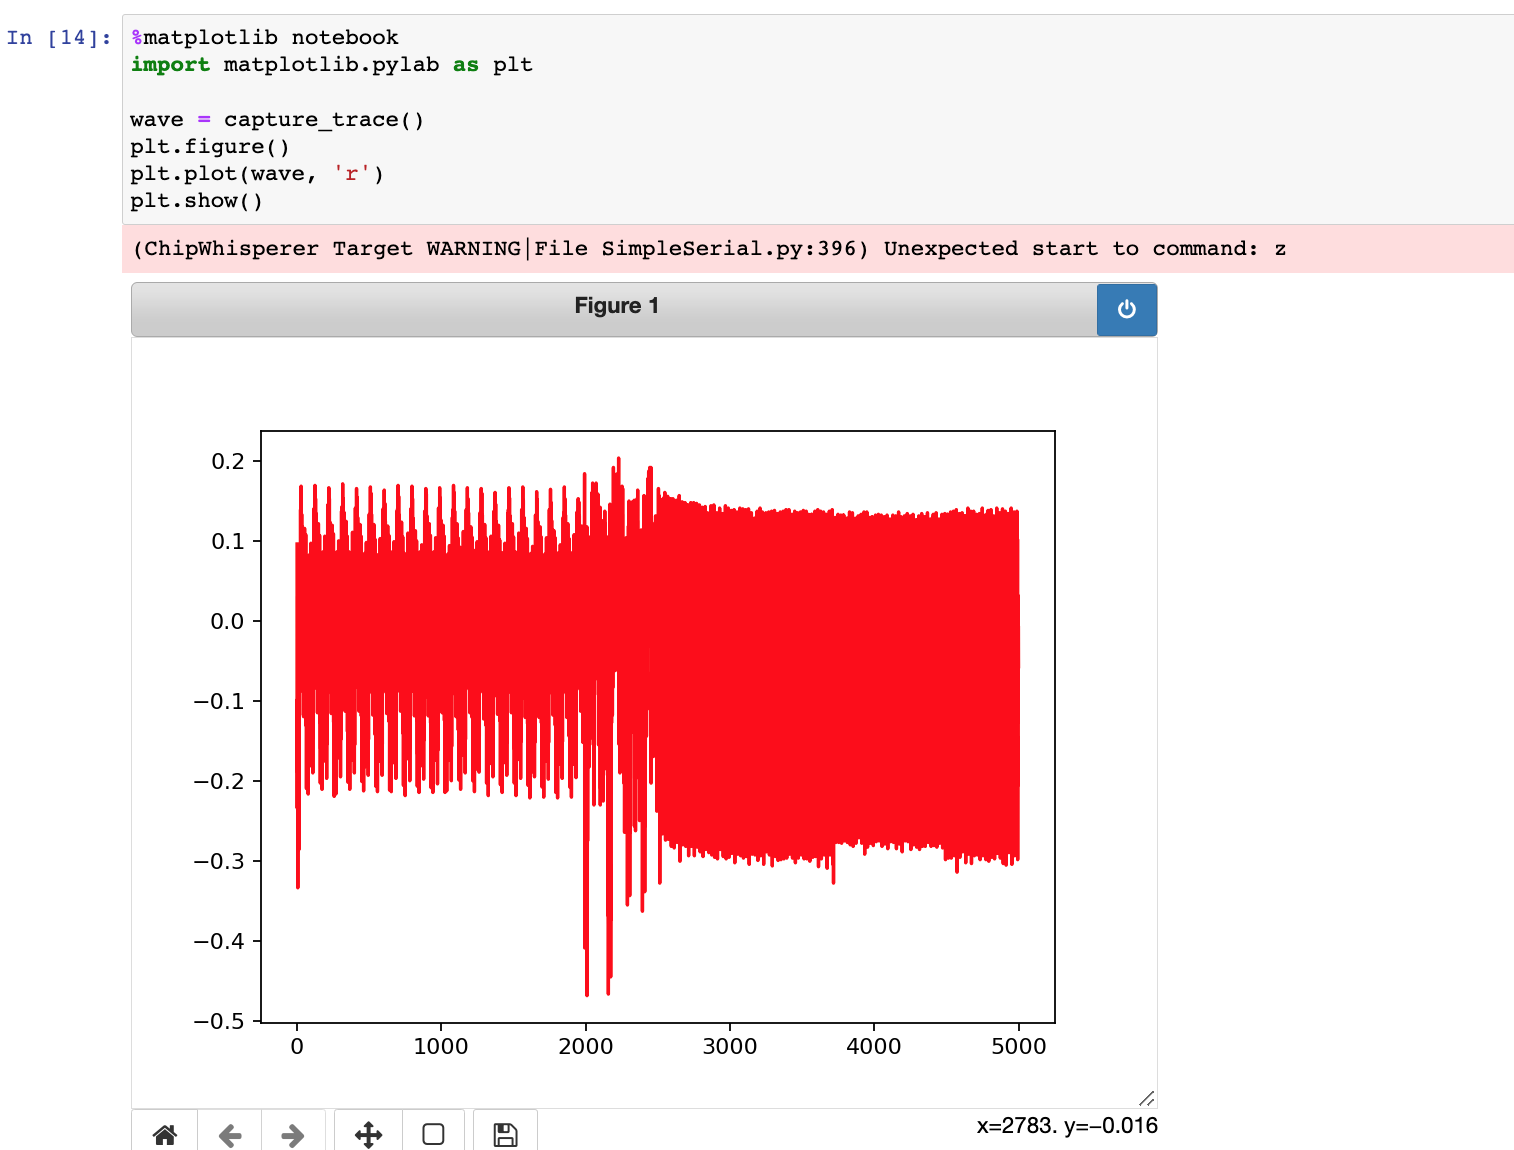 In [14]:
%matplotlib notebook
import matplotlib.pylab as plt
wave = capture_trace()
plt.figure()
plt.plot(wave, 'r')
plt.show()
(ChipWhisperer Target WARNING|File SimpleSerial.py:396) Unexpected start to command: z
Figure 1
0.2
0.1
0.0
−0.1
−0.2
−0.3
−0.4
−0.5
0 1000 2000 3000 4000 5000
x=2783. y=−0.016